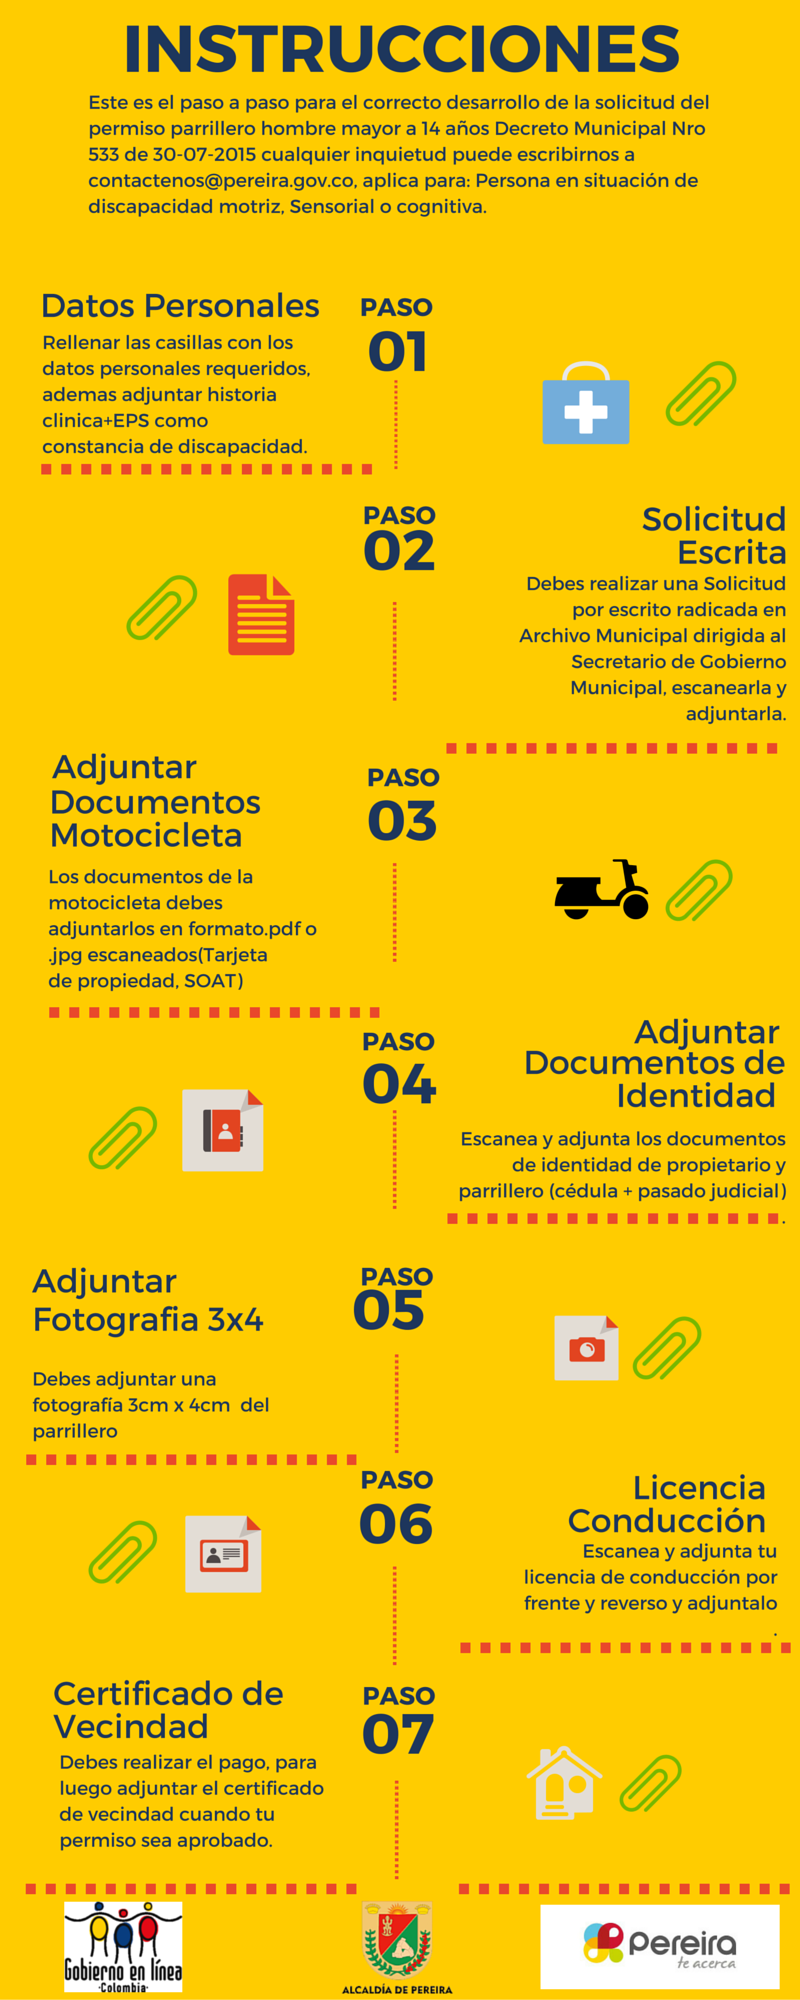 INSTRUCCIONES
Este es el paso a paso para el correcto desarrollo de la solicitud del
permiso parrillero hombre mayor a 14 años Decreto Municipal Nro
533 de 30-07-2015 cualquier inquietud puede escribirnos a
contactenos@pereira.gov.co, aplica para: Persona en situación de
discapacidad motriz, Sensorial o cognitiva.
Datos Personales
Rellenar las casillas con los
datos personales requeridos,
ademas adjuntar historia
clinica+EPS como
constancia de discapacidad.
PASO
01
PASO
02
Solicitud
Escrita
Debes realizar una Solicitud
por escrito radicada en
Archivo Municipal dirigida al
Secretario de Gobierno
Municipal, escanearla y
adjuntarla.
Adjuntar
Documentos
Motocicleta
Los documentos de la
motocicleta debes
adjuntarlos en formato.pdf o
.jpg escaneados(Tarjeta
de propiedad, SOAT)
PASO
03
PASO
04
Adjuntar
Documentos de
Identidad
Escanea y adjunta los documentos
de identidad de propietario y
parrillero (cédula + pasado judicial)
.
Adjuntar
Fotografia 3x4
Debes adjuntar una
fotografía 3cm x 4cm del
parrillero
PASO
05
PASO
06
Licencia
Conducción
Escanea y adjunta tu
licencia de conducción por
frente y reverso y adjuntalo
.
Certificado de
Vecindad
Debes realizar el pago, para
luego adjuntar el certificado
de vecindad cuando tu
permiso sea aprobado.
PASO
07
Gobierno en línea
·Colombia·
ALCALDÍA DE PEREIRA
Pereira
te acerca